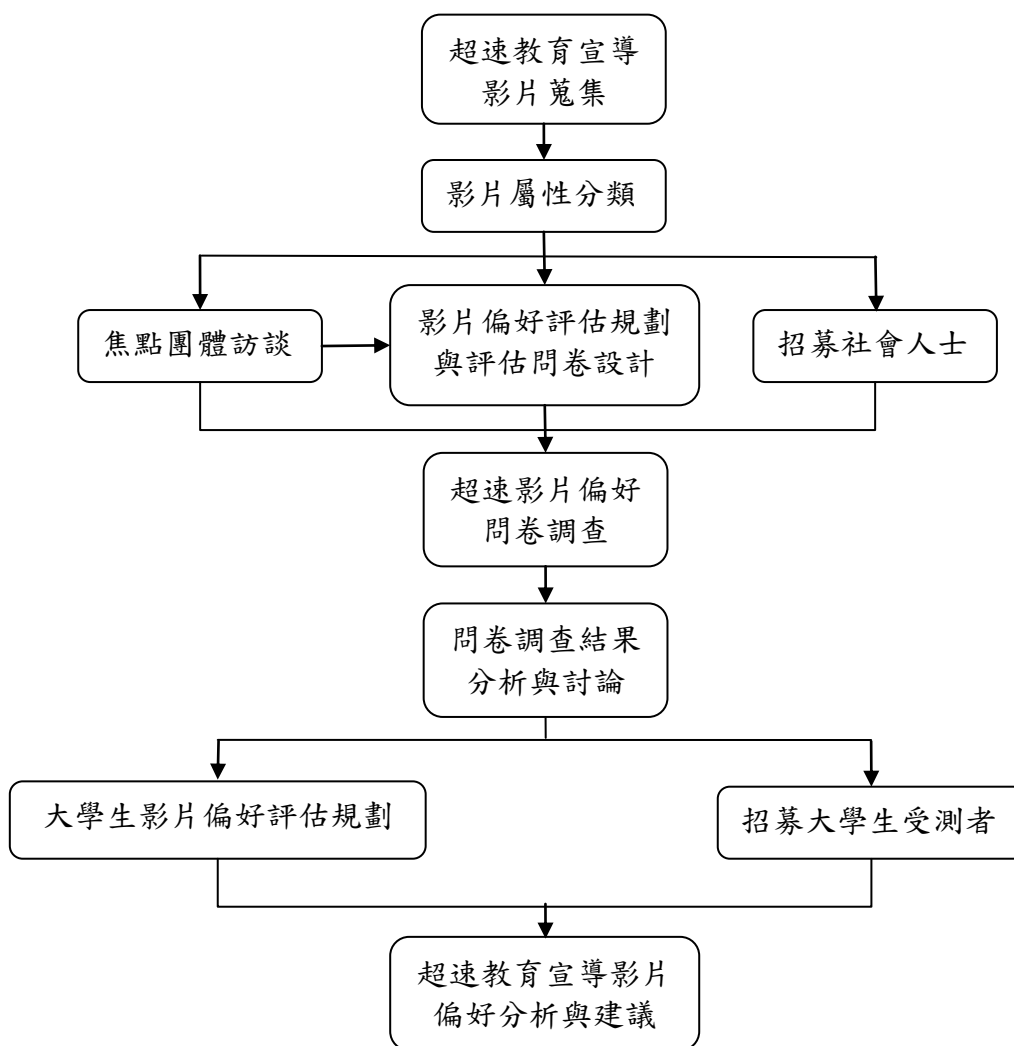 超速教育宣導
影片蒐集
影片屬性分類
焦點團體訪談
影片偏好評估規劃
與評估問卷設計
招募社會人士
超速影片偏好
問卷調查
問卷調查結果
分析與討論
大學生影片偏好評估規劃
招募大學生受測者
超速教育宣導影片
偏好分析與建議